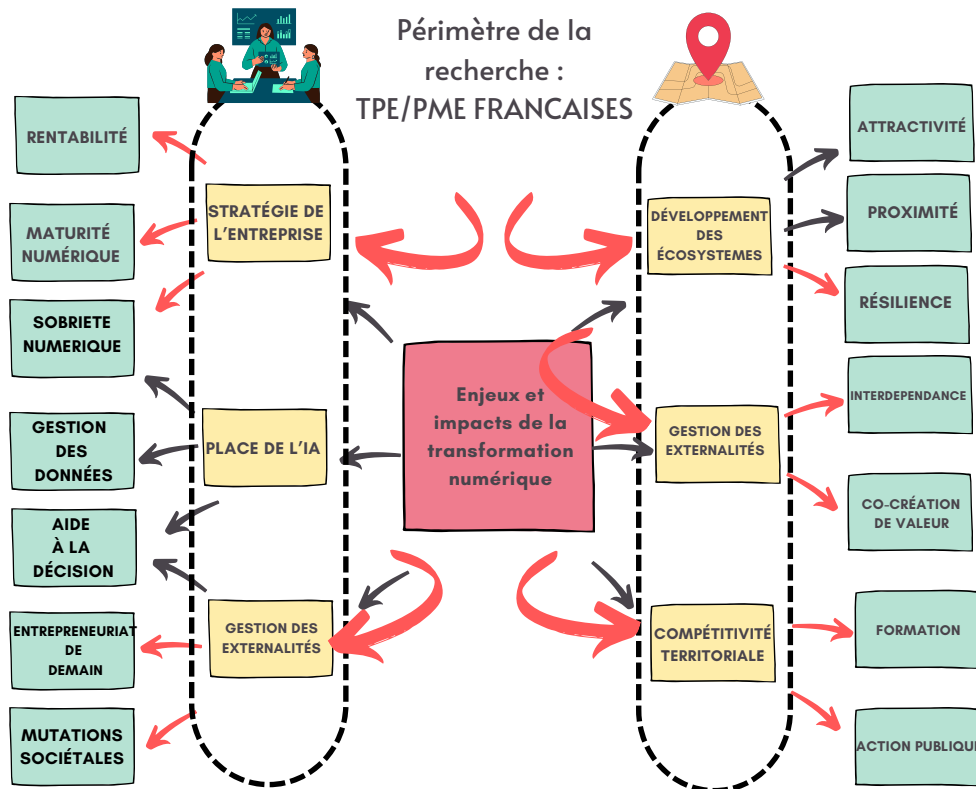 Périmètre de la
recherche :
TPE/PME FRANCAISES
RENTABILITÉ
MATURITÉ
NUMÉRIQUE
SOBRIETE
NUMERIQUE
GESTION
DES
DONNÉES
AIDE
À LA
DÉCISION
ENTREPRENEURIAT
DE
DEMAIN
MUTATIONS
SOCIÉTALES
STRATÉGIE DE
L'ENTREPRISE
PLACE DE L'IA
GESTION DES
EXTERNALITÉS
Enjeux et
impacts de la
transformation
numérique
DÉVELOPPEMENT
DES
ÉCOSYSTEMES
GESTION DES
EXTERNALITÉS
COMPÉTITIVITÉ
TERRITORIALE
ATTRACTIVITÉ
PROXIMITÉ
RÉSILIENCE
INTERDEPENDANCE
CO-CRÉATION
DE VALEUR
FORMATION
ACTION PUBLIQUE